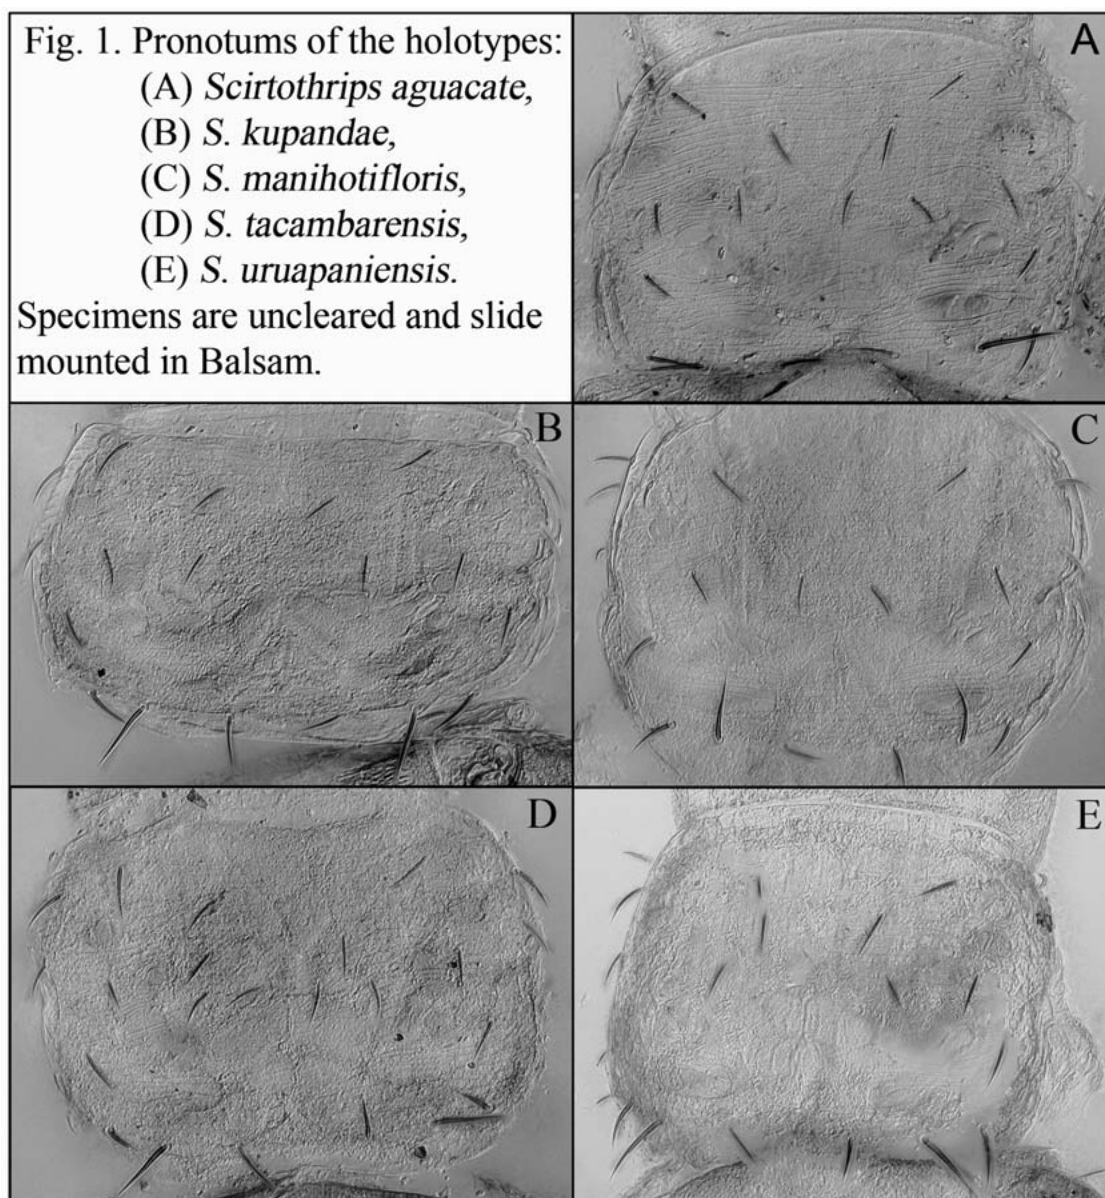 Fig. 1. Pronotums of the holotypes:
(A) Scirtothrips aguacate,
(B) S. kupandae,
(C) S. manihotifloris,
(D) S. tacambarensis,
(E) S. uruapaniensis.
Specimens are uncleared and slide
mounted in Balsam.
A
B
C
D
E